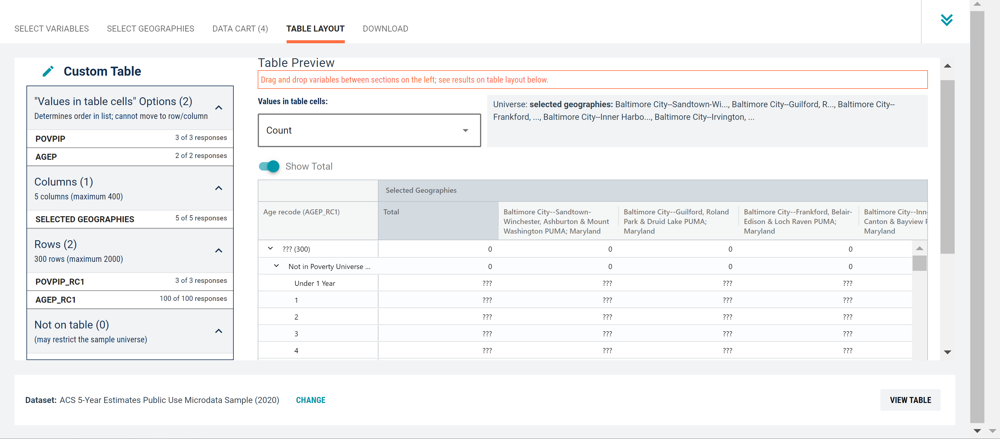 SELECT VARIABLES SELECT GEOGRAPHIES DATA CART (4) TABLE LAYOUT DOWNLOAD
Custom Table
"Values in table cells" Options (2)
Determines order in list; cannot move to row/column
POVPIP 3 of 3 responses
AGEP 2 of 2 responses
Columns (1)
5 columns (maximum 400)
SELECTED GEOGRAPHIES 5 of 5 responses
Rows (2)
300 rows (maximum 2000)
POVPIP_RC1 3 of 3 responses
AGEP_RC1 100 of 100 responses
Not on table (0)
(may restrict the sample universe)
Table Preview
Drag and drop variables between sections on the left; see results on table layout below.
Values in table cells:
Count
Universe: selected geographies: Baltimore City--Sandtown-Wi..., Baltimore City--Guilford, R..., Baltimore City--
Frankford, ..., Baltimore City--Inner Harbo..., Baltimore City--Irvington, ...
Show Total
Selected Geographies
Age recode (AGEP_RC1)
Total
Baltimore City--Sandtown-
Winchester, Ashburton & Mount
Washington PUMA; Maryland
Baltimore City--Guilford, Roland
Park & Druid Lake PUMA;
Maryland
Baltimore City--Frankford, Belair-
Edison & Loch Raven PUMA;
Maryland
Baltimore City--Inn
Canton & Bayview
Maryland
??? (300) 0 0 0 0
Not in Poverty Universe ... 0 0 0 0
Under 1 Year ??? ??? ??? ???
1 ??? ??? ??? ???
2 ??? ??? ??? ???
3 ??? ??? ??? ???
4 ??? ??? ??? ???
Dataset: ACS 5-Year Estimates Public Use Microdata Sample (2020) CHANGE
VIEW TABLE